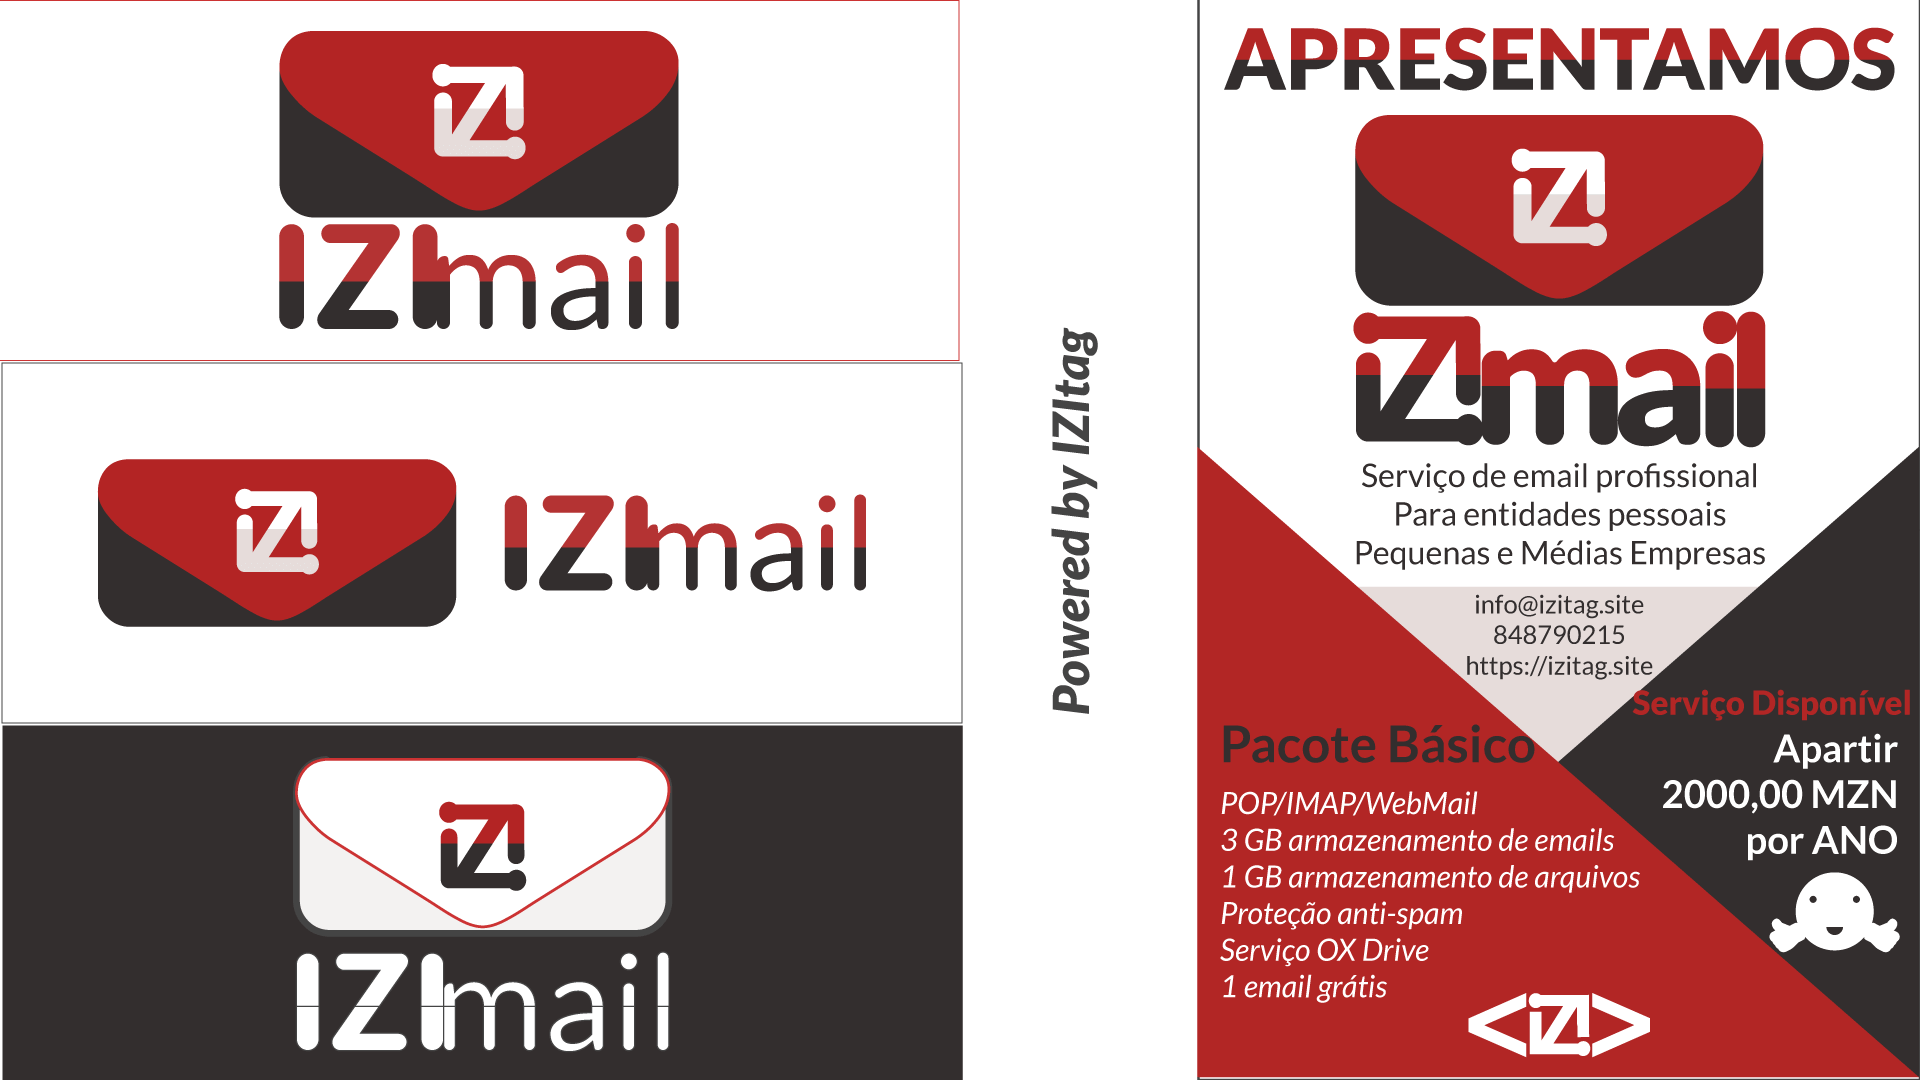 IZI
IZImail
IZI
IZImail
IZI
IZImail
Powered by IZItag
APRESENTAMOS
IZI
IZImail
Serviço de email profissional
Para entidades pessoais
Pequenas e Médias Empresas
info@izitag.site
848790215
https://izitag.site
Serviço Disponível
Apartir
2000,00 MZN
por ANO
Pacote Básico
POP/IMAP/WebMail
3 GB armazenamento de emails
1 GB armazenamento de arquivos
Proteção anti-spam
Serviço OX Drive
1 email grátis
<IZI>